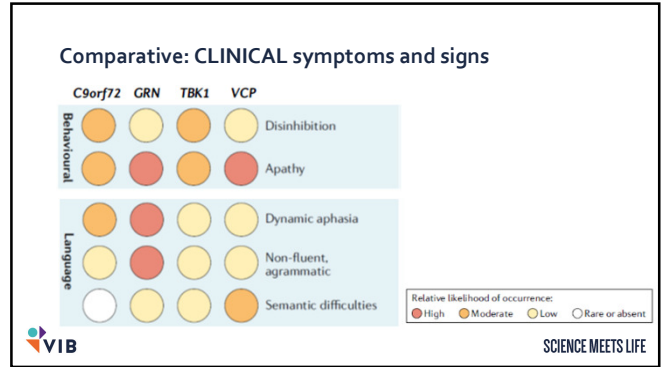 Comparative: CLINICAL symptoms and signs
C9orf72 GRN TBK1 VCP
Behavioural
Disinhibition
Apathy
Language
Dynamic aphasia
Non-fluent,
agrammatic
Semantic difficulties
Relative likelihood of occurrence:
High Moderate Low Rare or absent
VIB
SCIENCE MEETS LIFE